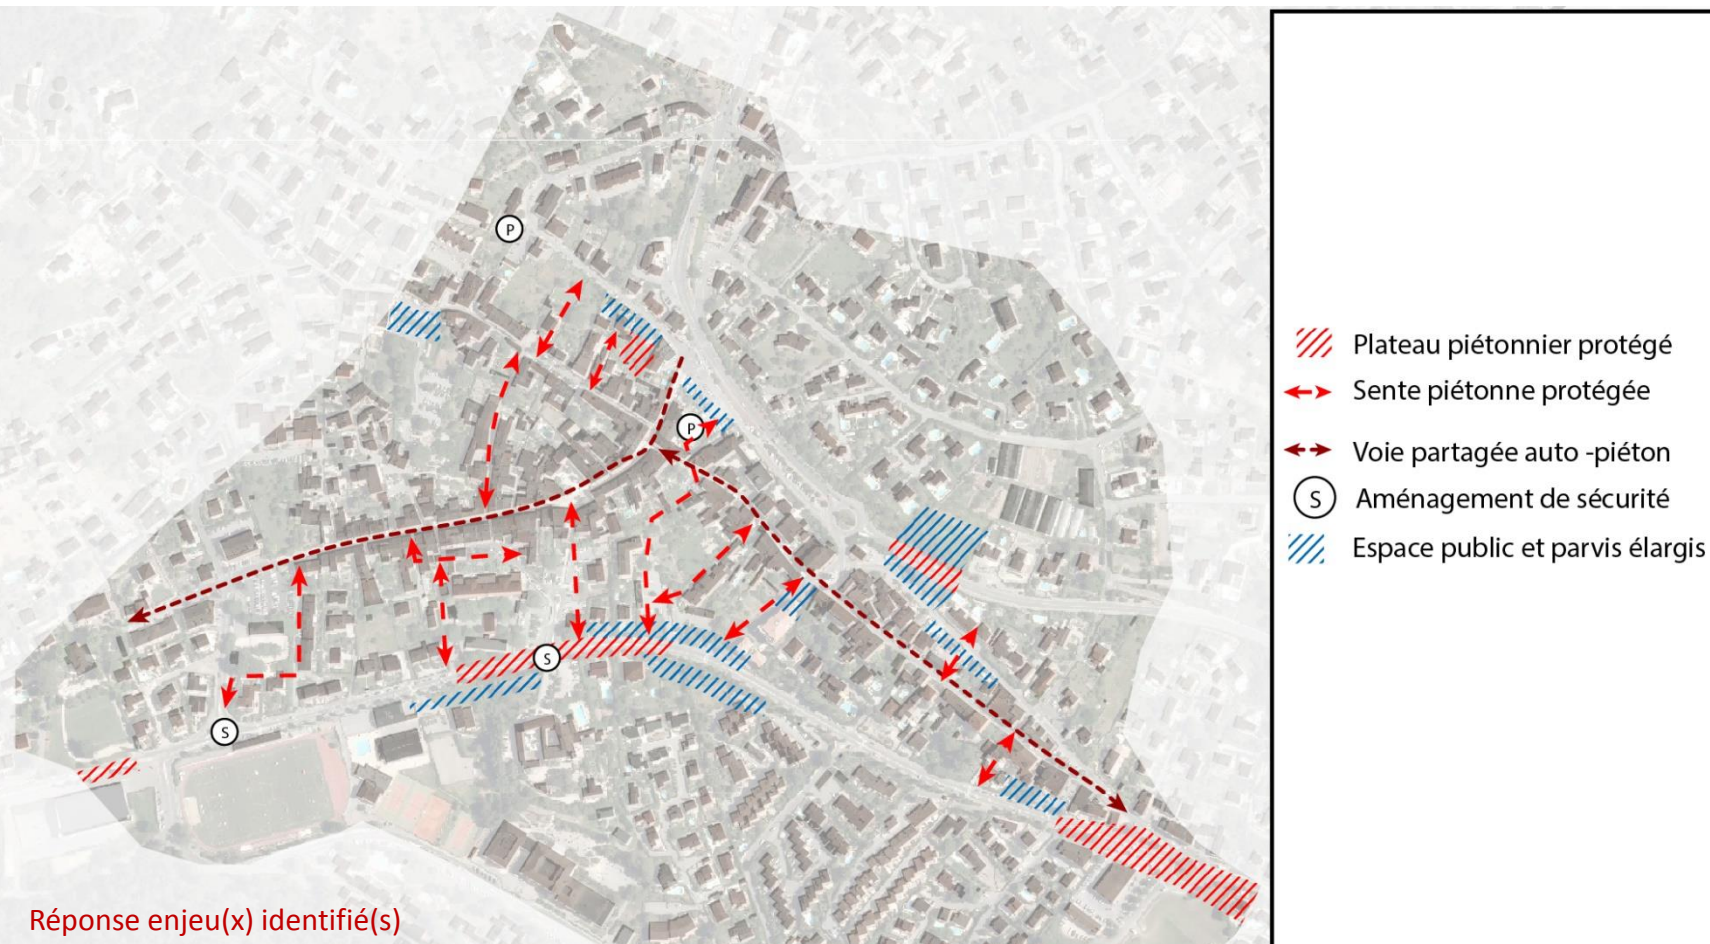 P
P
S
S
Réponse enjeu(x) identifié(s)
Plateau piétonnier protégé
Sente piétonne protégée
Voie partagée auto -piéton
S Aménagement de sécurité
Espace public et parvis élargis